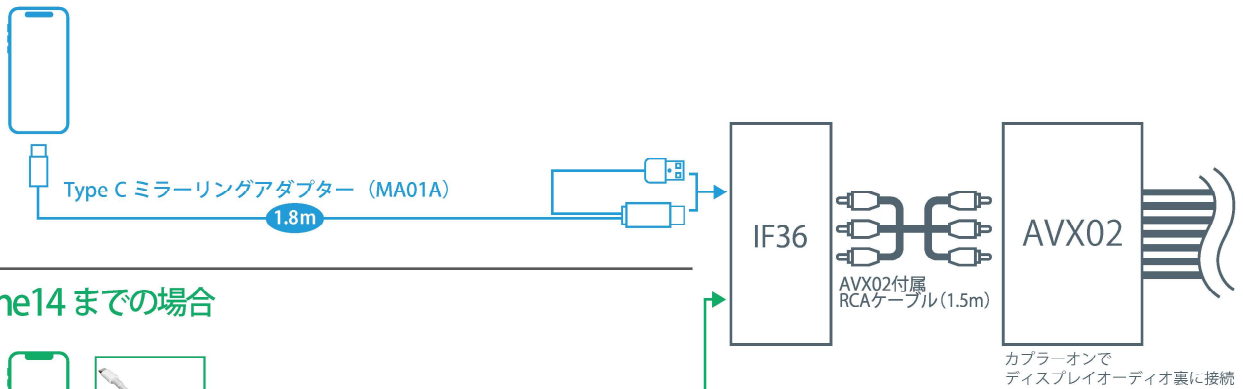 Type C ミラーリングアダプター（MA01A）
1.8m
IF36
AVX02
AVX02付属
RCAケーブル（1.5m）
ne14 までの場合
カプラーオンで
ディスプレイオーディオ裏に接続